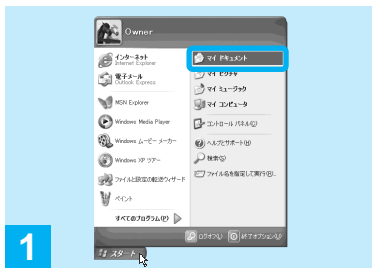 Owner
インターネット
Internet Explorer
電子メール
Outlook Express
MSN Explorer
Windows Media Player
Windows ムービー メーカー
Windows XP ツアー
ファイルと設定の転送ウィザード
ペイント
すべてのプログラム(P)
マイ ドキュメント
マイ ピクチャ
マイ ミュージック
マイ コンピュータ
コントロール パネル(C)
ヘルプとサポート(H)
検索(S)
ファイル名を指定して実行(R)...
ログオフ(L)
終了オプション(U)
スタート
1